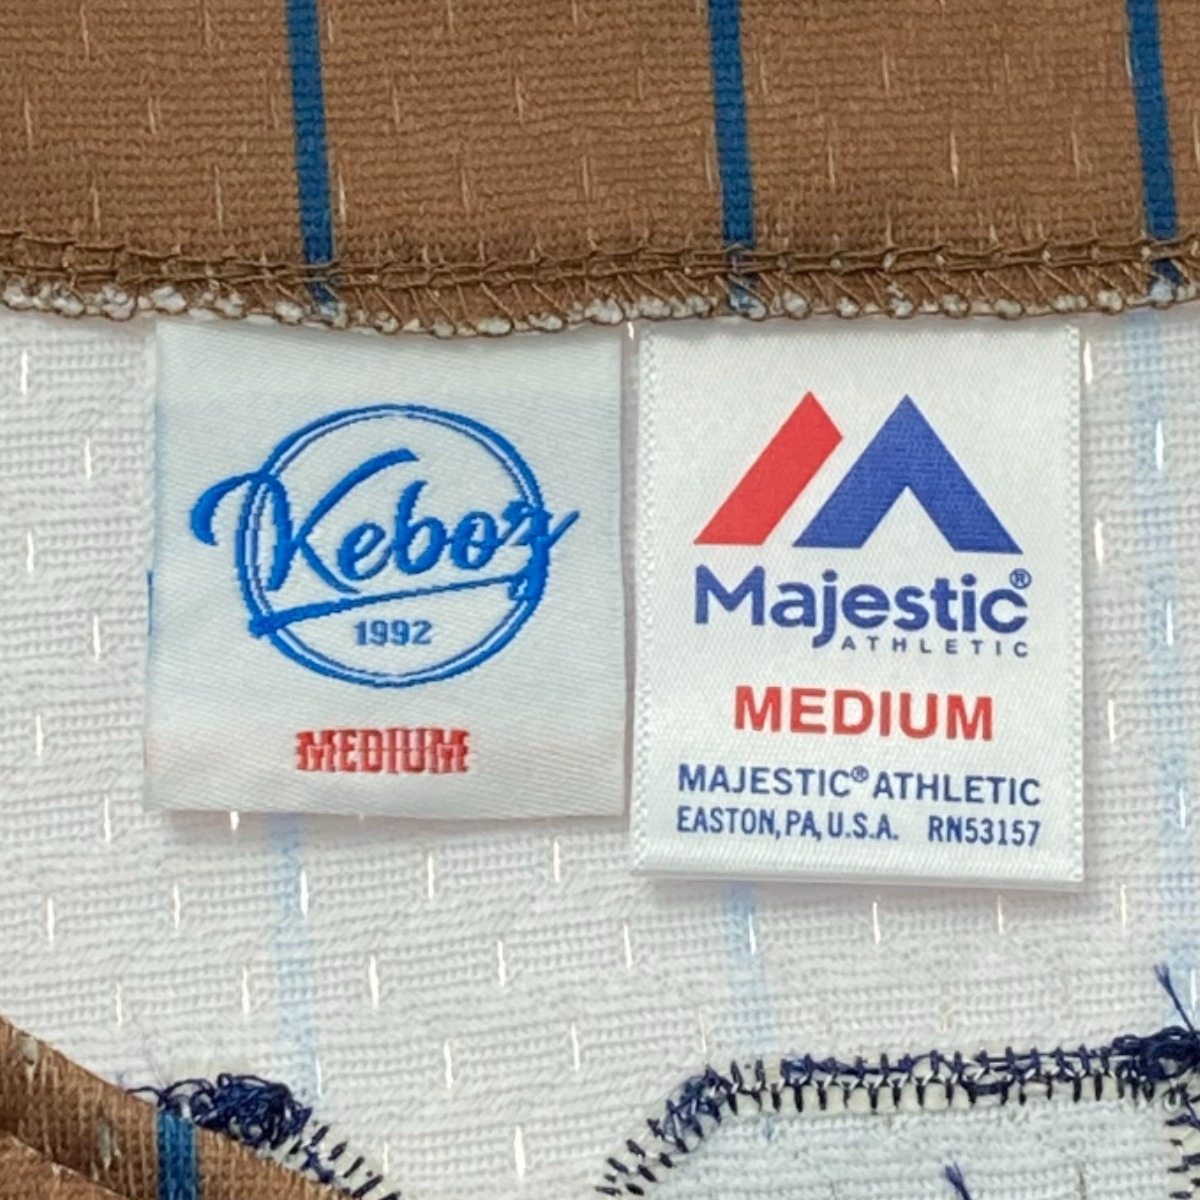 Keboz
1992
MEDIUM
Majestic®
ATHLETIC
MEDIUM
MAJESTIC® ATHLETIC
EASTON, PA, U.S.A. RN53157